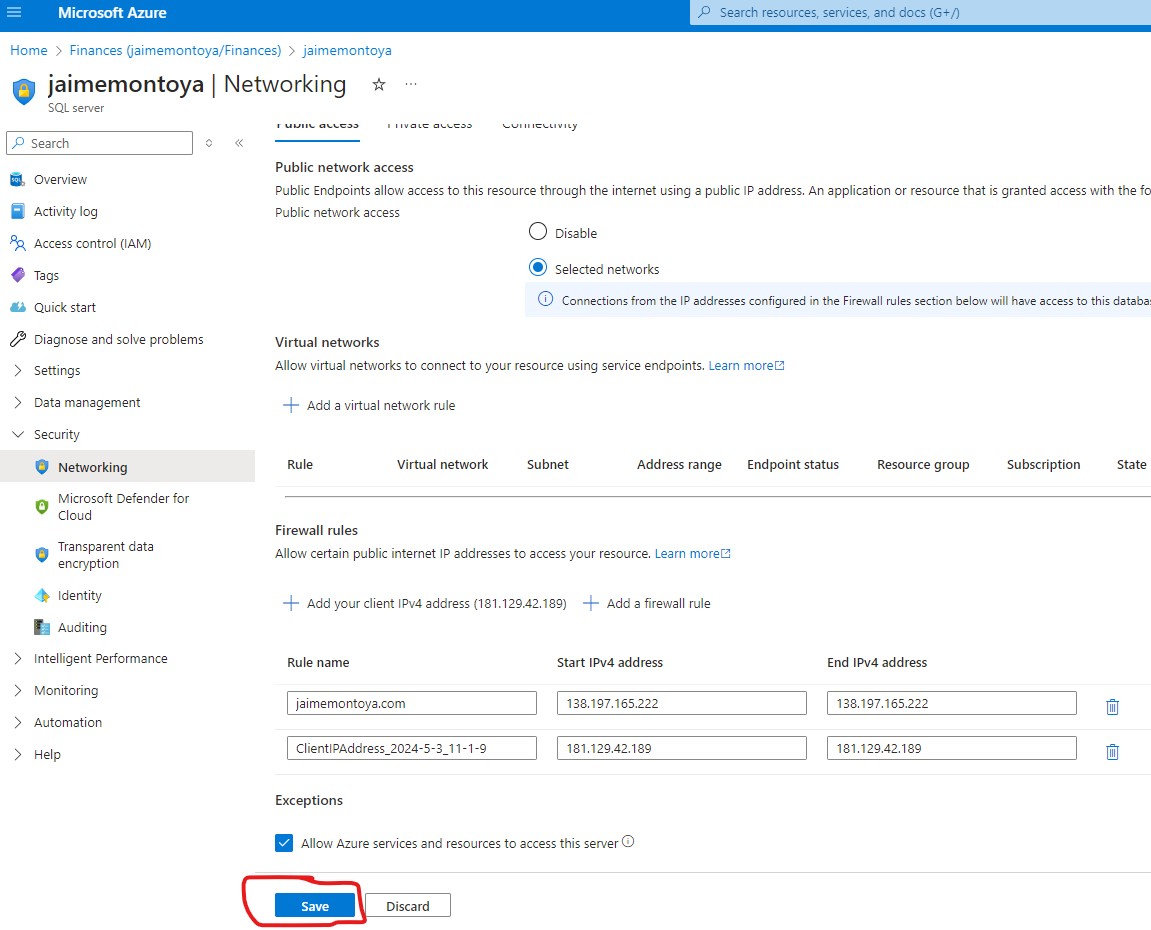 Microsoft Azure
Search resources, services, and docs (G+/)
Home > Finances (jaimemontoya/Finances) > jaimemontoya
jaimemontoya | Networking ☆ ...
SQL server
Search
Overview
Activity log
Access control (IAM)
Tags
Quick start
Diagnose and solve problems
Settings
Data management
Security
Networking
Microsoft Defender for
Cloud
Transparent data
encryption
Identity
Auditing
Intelligent Performance
Monitoring
Automation
Help
Public access Private access Connectivity
Public network access
Public Endpoints allow access to this resource through the internet using a public IP address. An application or resource that is granted access with the fo
Public network access
Disable
Selected networks
Connections from the IP addresses configured in the Firewall rules section below will have access to this databa
Virtual networks
Allow virtual networks to connect to your resource using service endpoints. Learn more
+ Add a virtual network rule
Rule Virtual network Subnet Address range Endpoint status Resource group Subscription State
Firewall rules
Allow certain public internet IP addresses to access your resource. Learn more
+ Add your client IPv4 address (181.129.42.189) + Add a firewall rule
Rule name Start IPv4 address End IPv4 address
jaimemontoya.com 138.197.165.222 138.197.165.222
ClientIPAddress_2024-5-3_11-1-9 181.129.42.189 181.129.42.189
Exceptions
Allow Azure services and resources to access this server
Save Discard